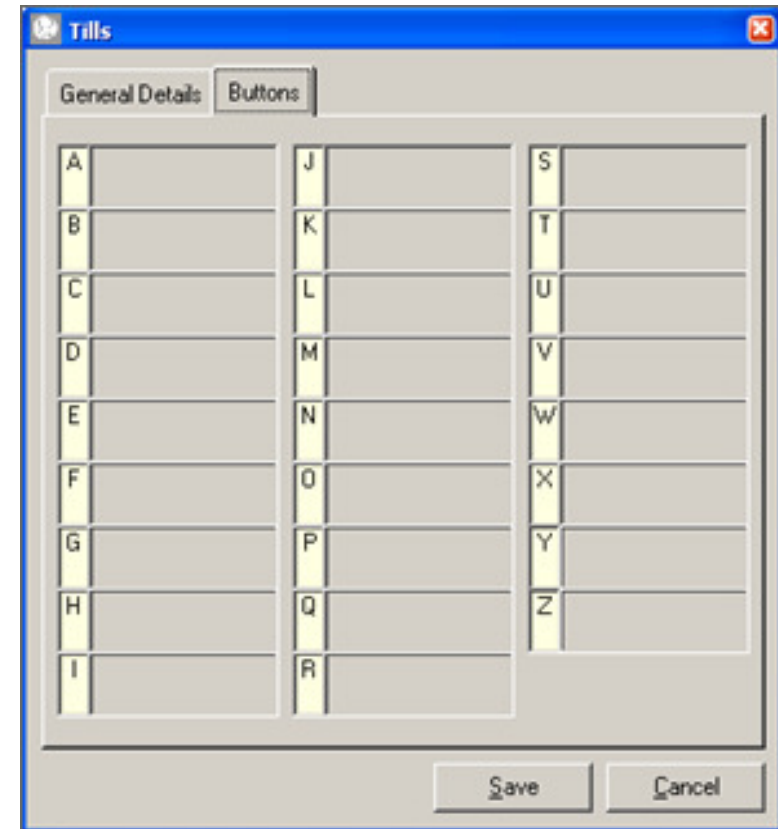 Tills
General Details Buttons
A J S
B K T
C L U
D M V
E N W
F O X
G P Y
H Q Z
I R
Save Cancel